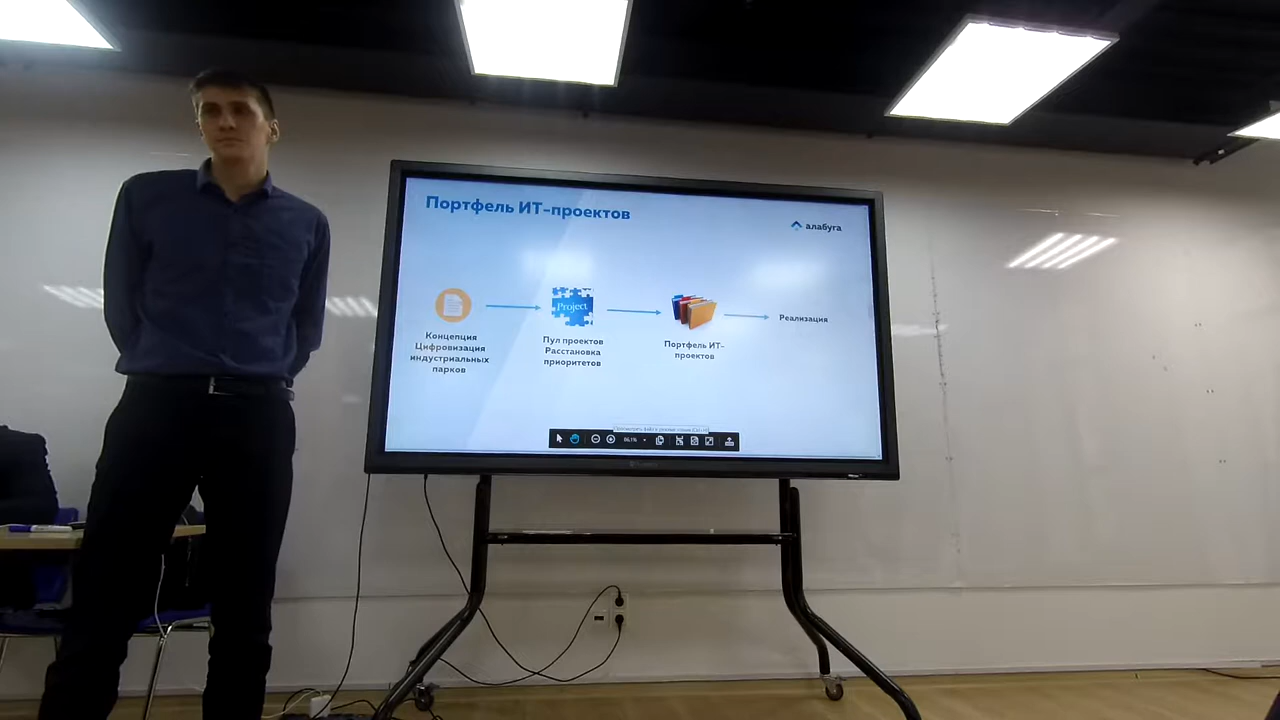 Портфель ИТ-проектов
алабуга
Концепция
Цифровизация
индустриальных
парков
Project
Пул проектов
Расстановка
приоритетов
Портфель ИТ-
проектов
Реализация